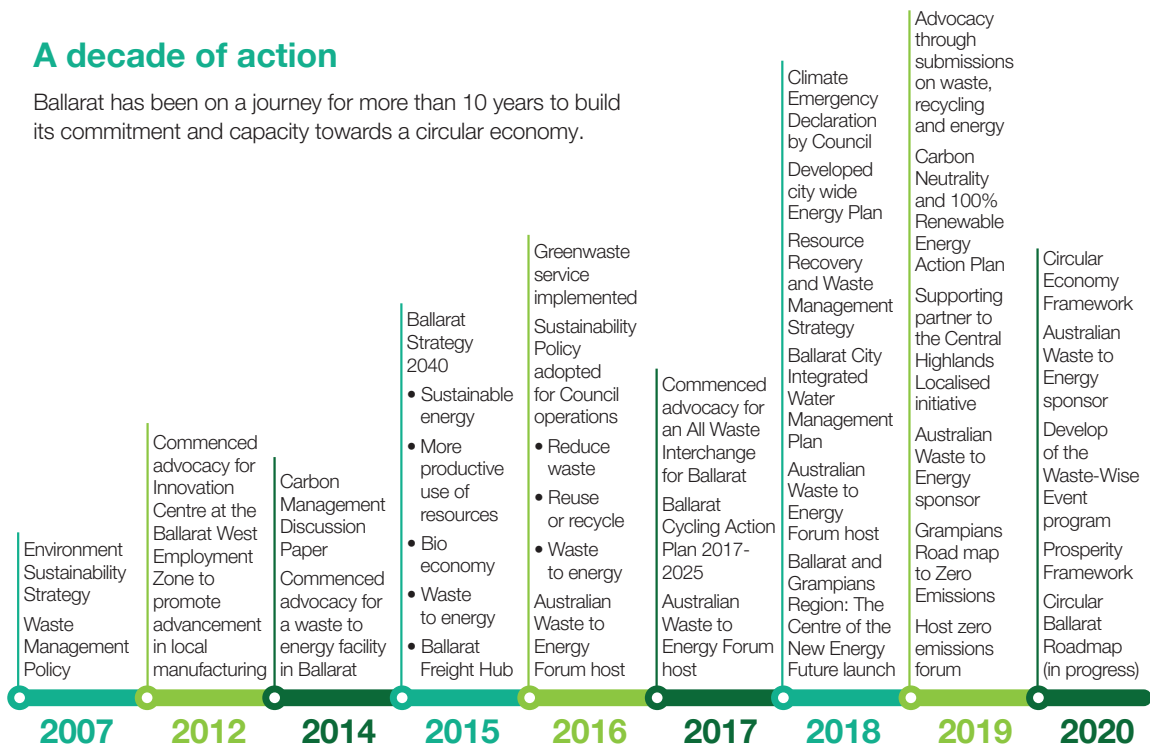 A decade of action
Ballarat has been on a journey for more than 10 years to build
its commitment and capacity towards a circular economy.
Environment
Sustainability
Strategy
Waste
Management
Policy
2007
Commenced
advocacy for
Innovation
Centre at the
Ballarat West
Employment
Zone to
promote
advancement
in local
manufacturing
2012
Carbon
Management
Discussion
Paper
Commenced
advocacy for
a waste to
energy facility
in Ballarat
2014
Ballarat
Strategy
2040
• Sustainable
energy
• More
productive
use of
resources
• Bio
economy
• Waste
to energy
• Ballarat
Freight Hub
2015
Greenwaste
service
implemented
Sustainability
Policy
adopted
for Council
operations
• Reduce
waste
• Reuse
or recycle
• Waste
to energy
Australian
Waste to
Energy
Forum host
2016
Commenced
advocacy for
an All Waste
Interchange
for Ballarat
Ballarat
Cycling Action
Plan 2017-
2025
Australian
Waste to
Energy Forum
host
2017
Climate
Emergency
Declaration
by Council
Developed
city wide
Energy Plan
Resource
Recovery
and Waste
Management
Strategy
Ballarat City
Integrated
Water
Management
Plan
Australian
Waste to
Energy
Forum host
Ballarat and
Grampians
Region: The
Centre of the
New Energy
Future launch
2018
Advocacy
through
submissions
on waste,
recycling
and energy
Carbon
Neutrality
and 100%
Renewable
Energy
Action Plan
Supporting
partner to
the Central
Highlands
Localised
initiative
Australian
Waste to
Energy
sponsor
Grampians
Road map
to Zero
Emissions
Host zero
emissions
forum
2019
Circular
Economy
Framework
Australian
Waste to
Energy
sponsor
Develop
of the
Waste-Wise
Event
program
Prosperity
Framework
Circular
Ballarat
Roadmap
(in progress)
2020